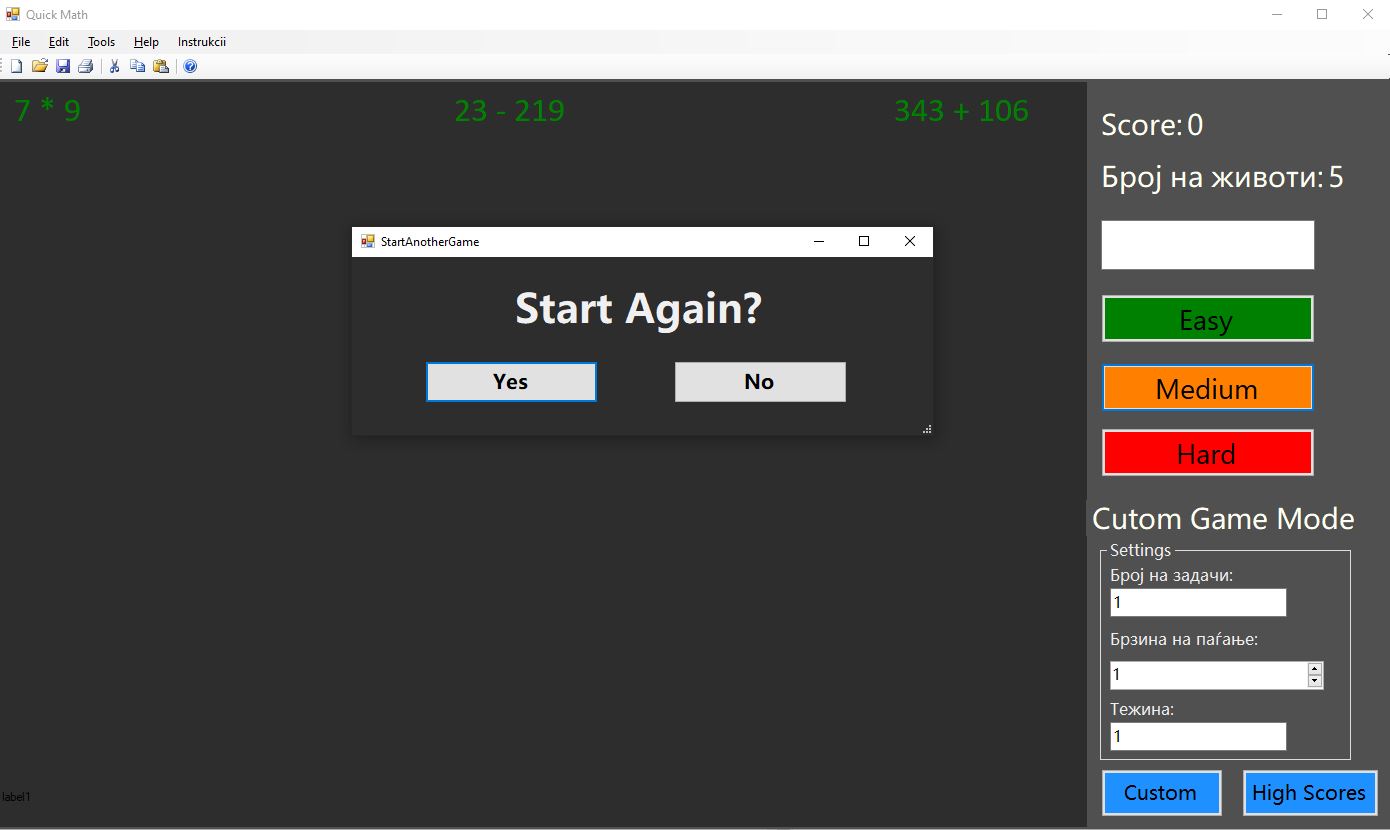 Quick Math
File Edit Tools Help Instrukcii
7 * 9 23 - 219 343 + 106
Score: 0
Број на животи: 5
StartAnotherGame
Start Again?
Yes No
Easy
Medium
Hard
Cutom Game Mode
Settings
Број на задачи:
1
Брзина на паѓање:
1
Тежина:
1
label1
Custom High Scores